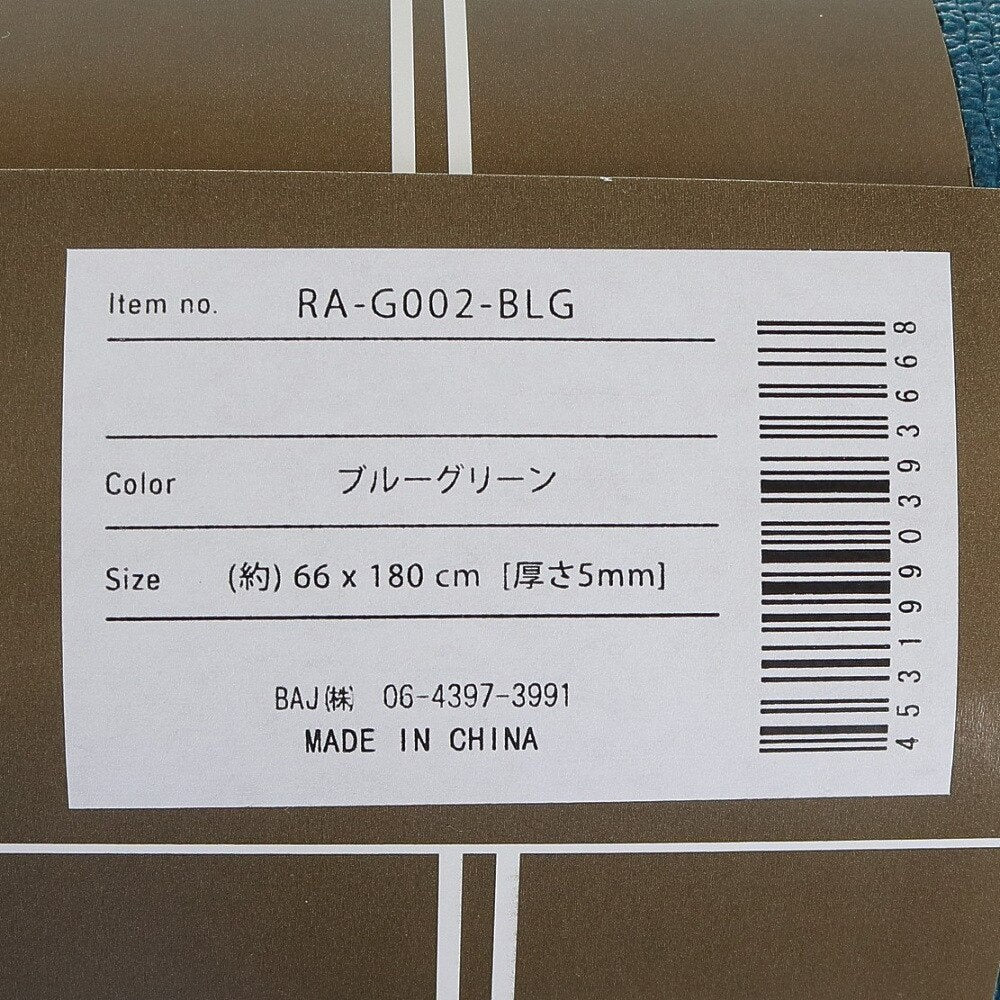 Item no. RA-G002-BLG
Color ブルーグリーン
Size (約) 66 x 180 cm [厚さ5mm]
BAJ(株) 06-4397-3991
MADE IN CHINA
4531990393668